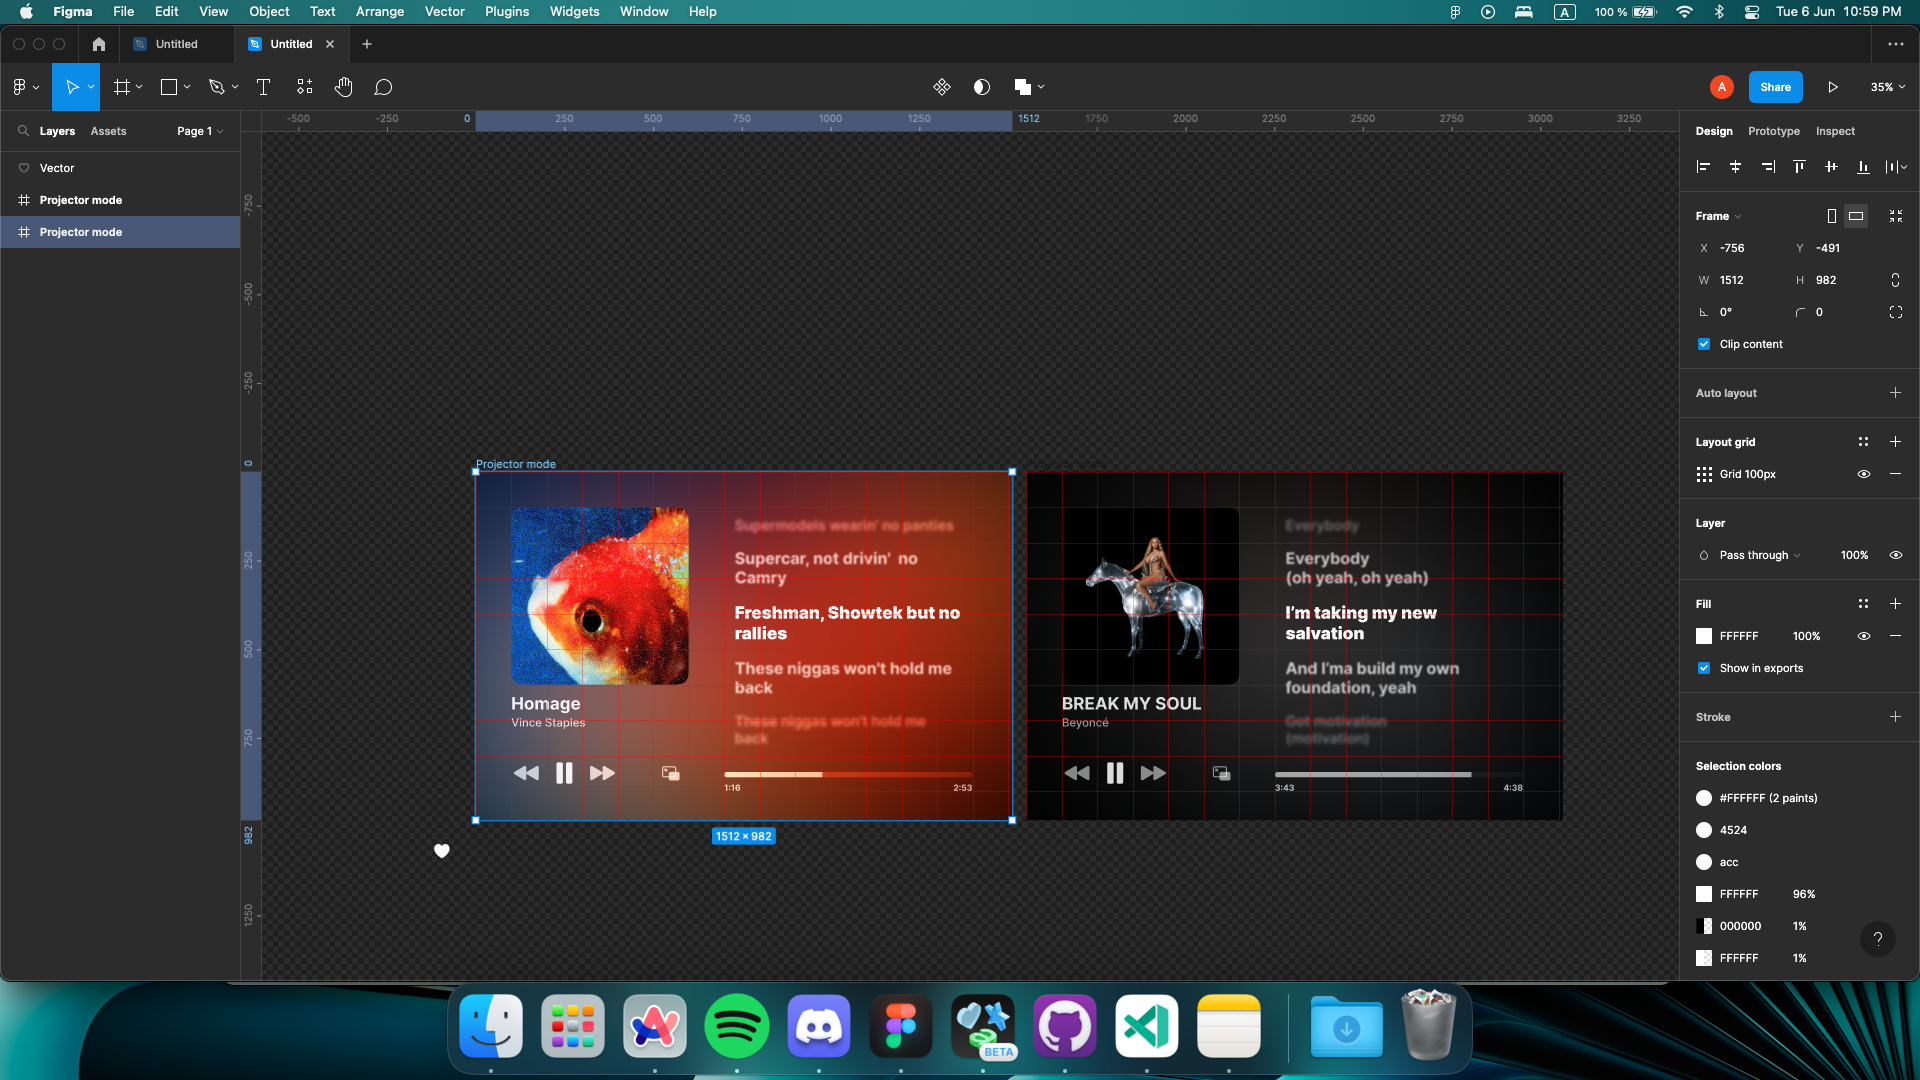 Figma File Edit View Object Text Arrange Vector Plugins Widgets Window Help
A 100 % Tue 6 Jun 10:59 PM
Untitled Untitled
A Share 35%
Layers Assets Page 1
Vector
Projector mode
Projector mode
-500 -250 0 250 500 750 1000 1250 1512 1750 2000 2250 2500 2750 3000 3250
-750
-500
-250
0
250
500
750
982
1250
Projector mode
Supermodels wearin' no panties
Supercar, not drivin' no
Camry
Freshman, Showtek but no
rallies
These niggas won't hold me
back
These niggas won't hold me
back
Homage
Vince Staples
1:16 2:53
1512 × 982
Everybody
Everybody
(oh yeah, oh yeah)
I'm taking my new
salvation
And I'ma build my own
foundation, yeah
Got motivation
(motivation)
BREAK MY SOUL
Beyoncé
3:43 4:38
Design Prototype Inspect
Frame
X -756 Y -491
W 1512 H 982
0° 0
Clip content
Auto layout
Layout grid
Grid 100px
Layer
Pass through 100%
Fill
FFFFFF 100%
Show in exports
Stroke
Selection colors
#FFFFFF (2 paints)
4524
acc
FFFFFF 96%
000000 1%
FFFFFF 1%
?
BETA